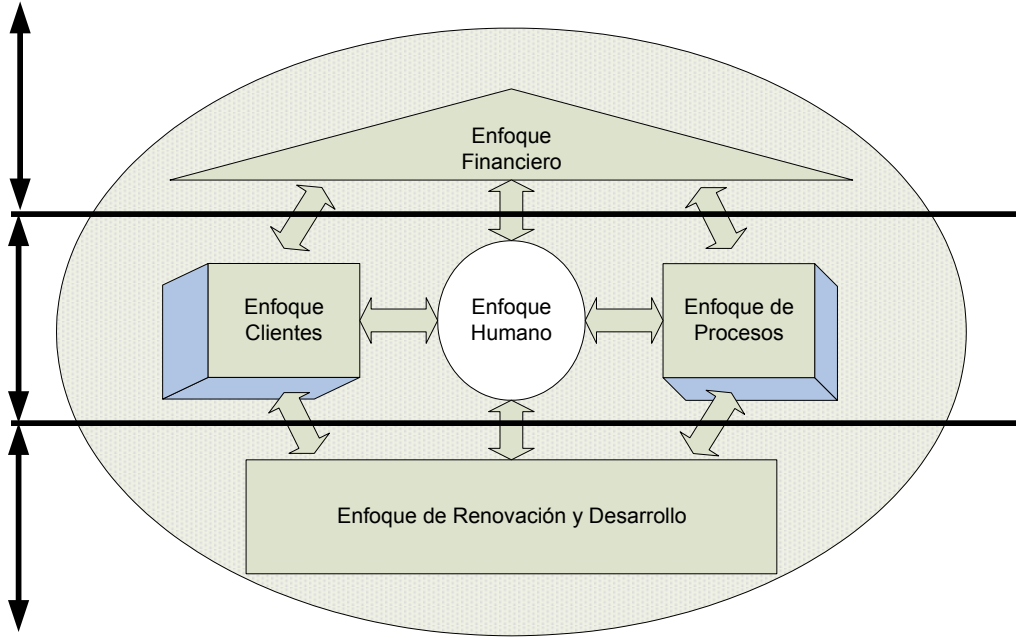 Enfoque
Financiero
Enfoque
Clientes
Enfoque
Humano
Enfoque de
Procesos
Enfoque de Renovación y Desarrollo